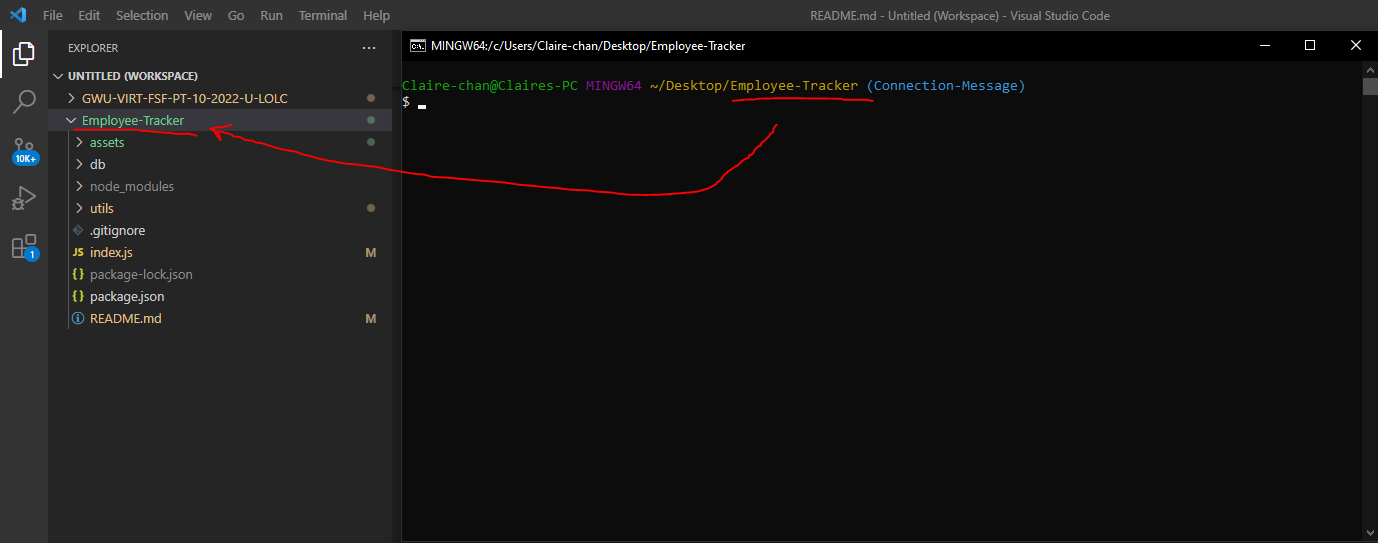 File Edit Selection View Go Run Terminal Help README.md - Untitled (Workspace) - Visual Studio Code
EXPLORER
UNTITLED (WORKSPACE)
GWU-VIRT-FSF-PT-10-2022-U-LOLC
Employee-Tracker
assets
db
node_modules
utils
.gitignore
JS index.js M
{} package-lock.json
{} package.json
README.md M
10K+
1
C:\. MINGW64:/c/Users/Claire-chan/Desktop/Employee-Tracker
Claire-chan@Claires-PC MINGW64 ~/Desktop/Employee-Tracker (Connection-Message)
$